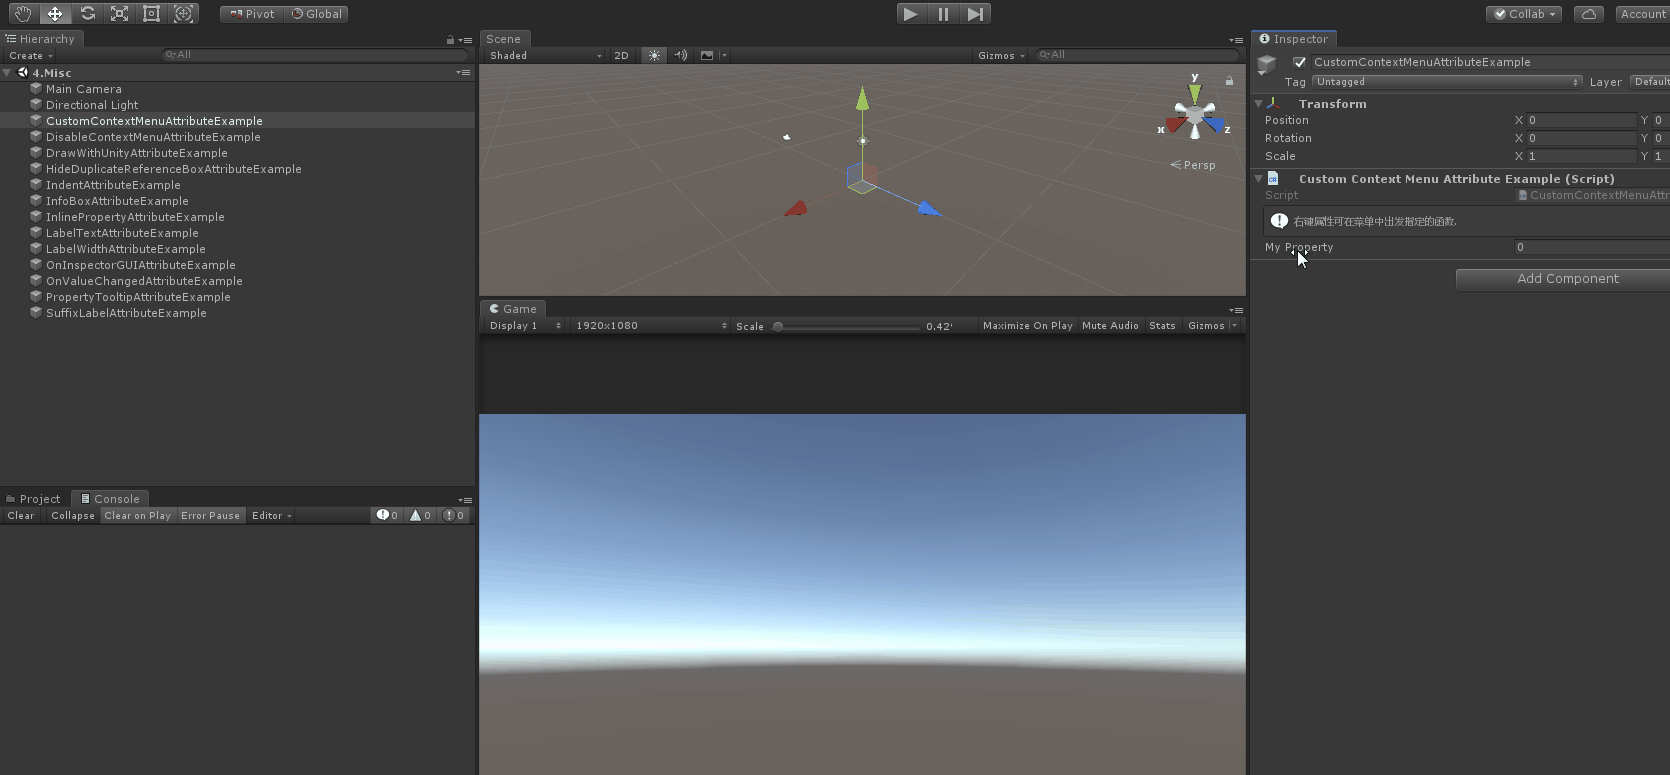 Pivot Global Collab Account
Hierarchy
Create All
4.Misc
Main Camera
Directional Light
CustomContextMenuAttributeExample
DisableContextMenuAttributeExample
DrawWithUnityAttributeExample
HideDuplicateReferenceBoxAttributeExample
IndentAttributeExample
InfoBoxAttributeExample
InlinePropertyAttributeExample
LabelTextAttributeExample
LabelWidthAttributeExample
OnInspectorGUIAttributeExample
OnValueChangedAttributeExample
PropertyTooltipAttributeExample
SuffixLabelAttributeExample
Project Console
Clear Collapse Clear on Play Error Pause Editor 0 0 0
Scene
Shaded 2D Gizmos All
y
x z
Persp
Game
Display 1 1920x1080 Scale 0.42 Maximize On Play Mute Audio Stats Gizmos
Inspector
CustomContextMenuAttributeExample
Tag Untagged Layer Default
Transform
Position X 0 Y 0
Rotation X 0 Y 0
Scale X 1 Y 1
Custom Context Menu Attribute Example (Script)
Script CustomContextMenuAttr
右键属性可在菜单中出发指定的函数.
My Property 0
Add Component